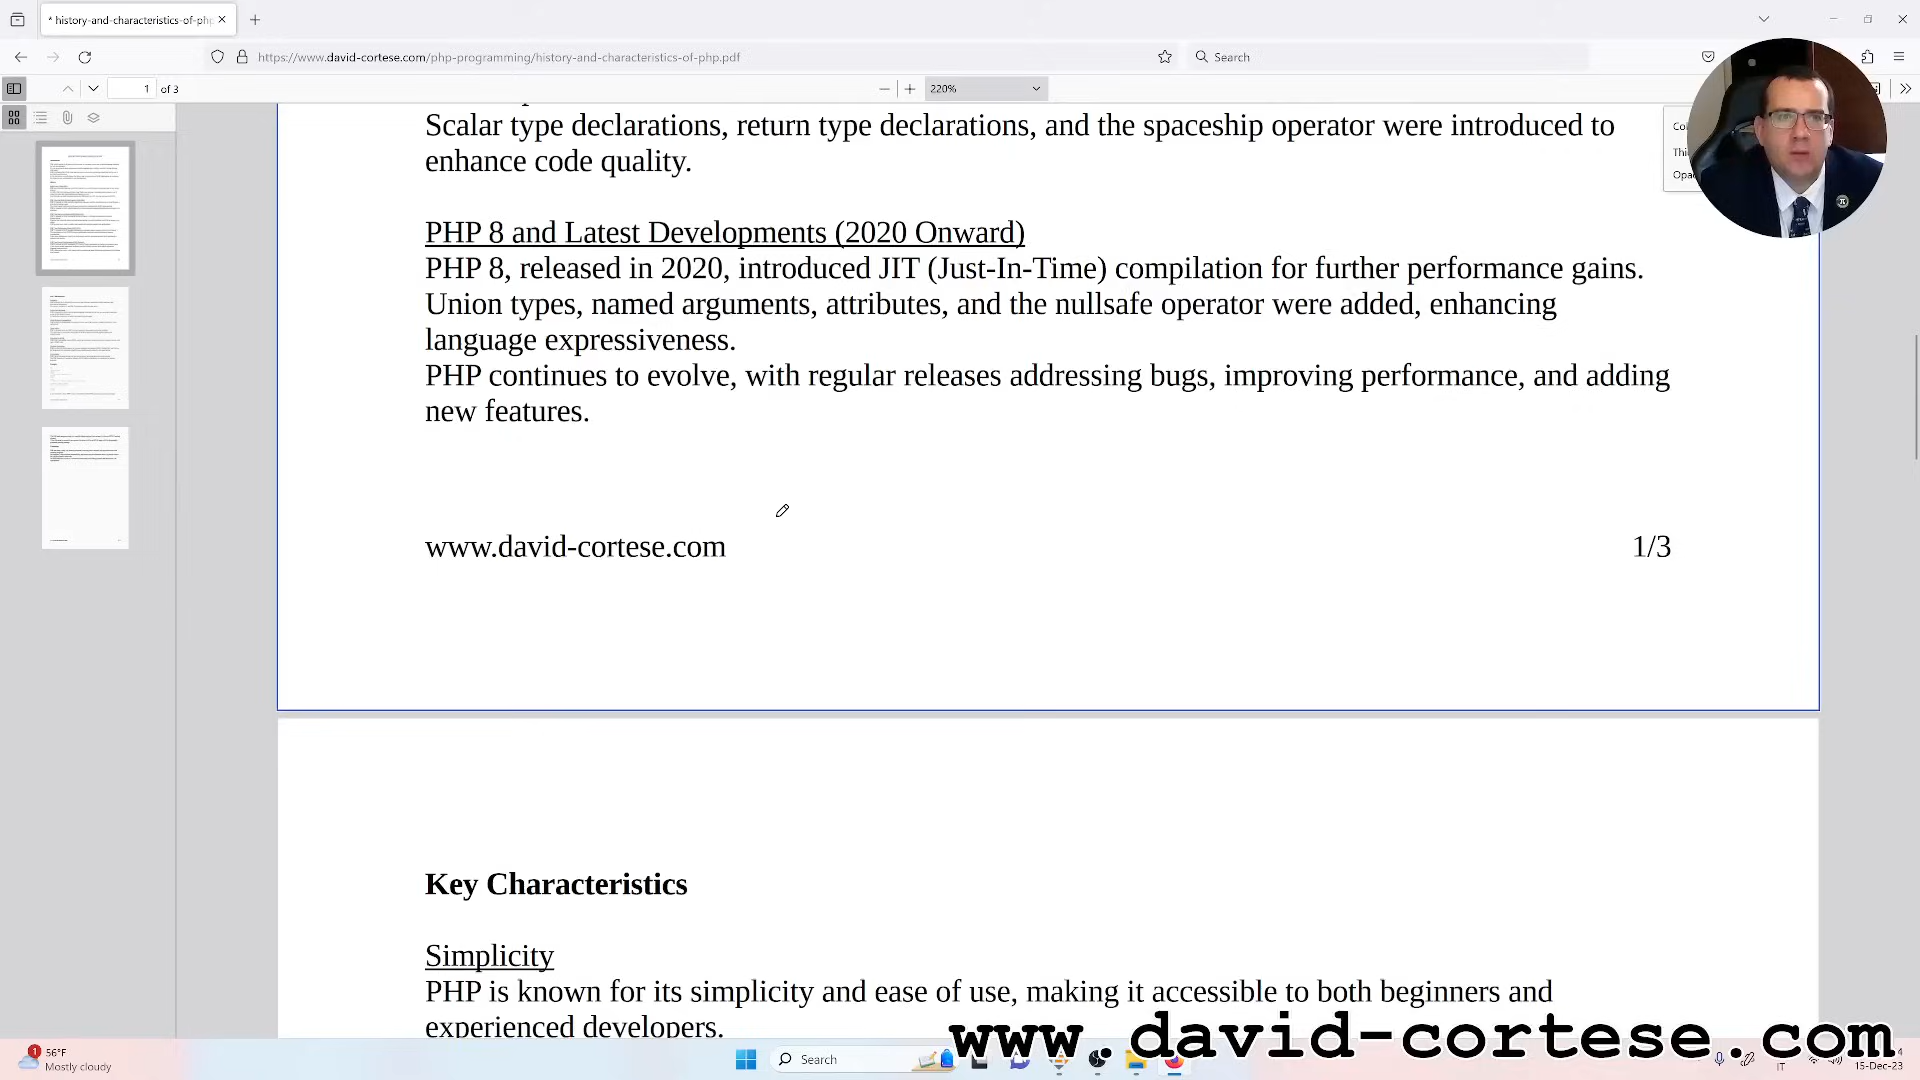 * history-and-characteristics-of-php
https://www.david-cortese.com/php-programming/history-and-characteristics-of-php.pdf
Search
1 of 3
220%
Scalar type declarations, return type declarations, and the spaceship operator were introduced to
enhance code quality.
PHP 8 and Latest Developments (2020 Onward)
PHP 8, released in 2020, introduced JIT (Just-In-Time) compilation for further performance gains.
Union types, named arguments, attributes, and the nullsafe operator were added, enhancing
language expressiveness.
PHP continues to evolve, with regular releases addressing bugs, improving performance, and adding
new features.
www.david-cortese.com 1/3
Key Characteristics
Simplicity
PHP is known for its simplicity and ease of use, making it accessible to both beginners and
experienced developers.
www.david-cortese.com
1
56°F
Mostly cloudy
Search
IT
15-Dec-23